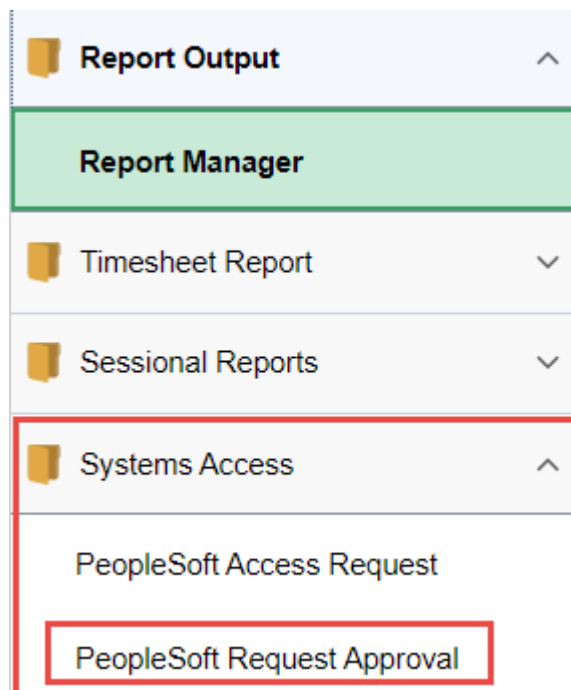 Report Output
Report Manager
Timesheet Report
Sessional Reports
Systems Access
PeopleSoft Access Request
PeopleSoft Request Approval